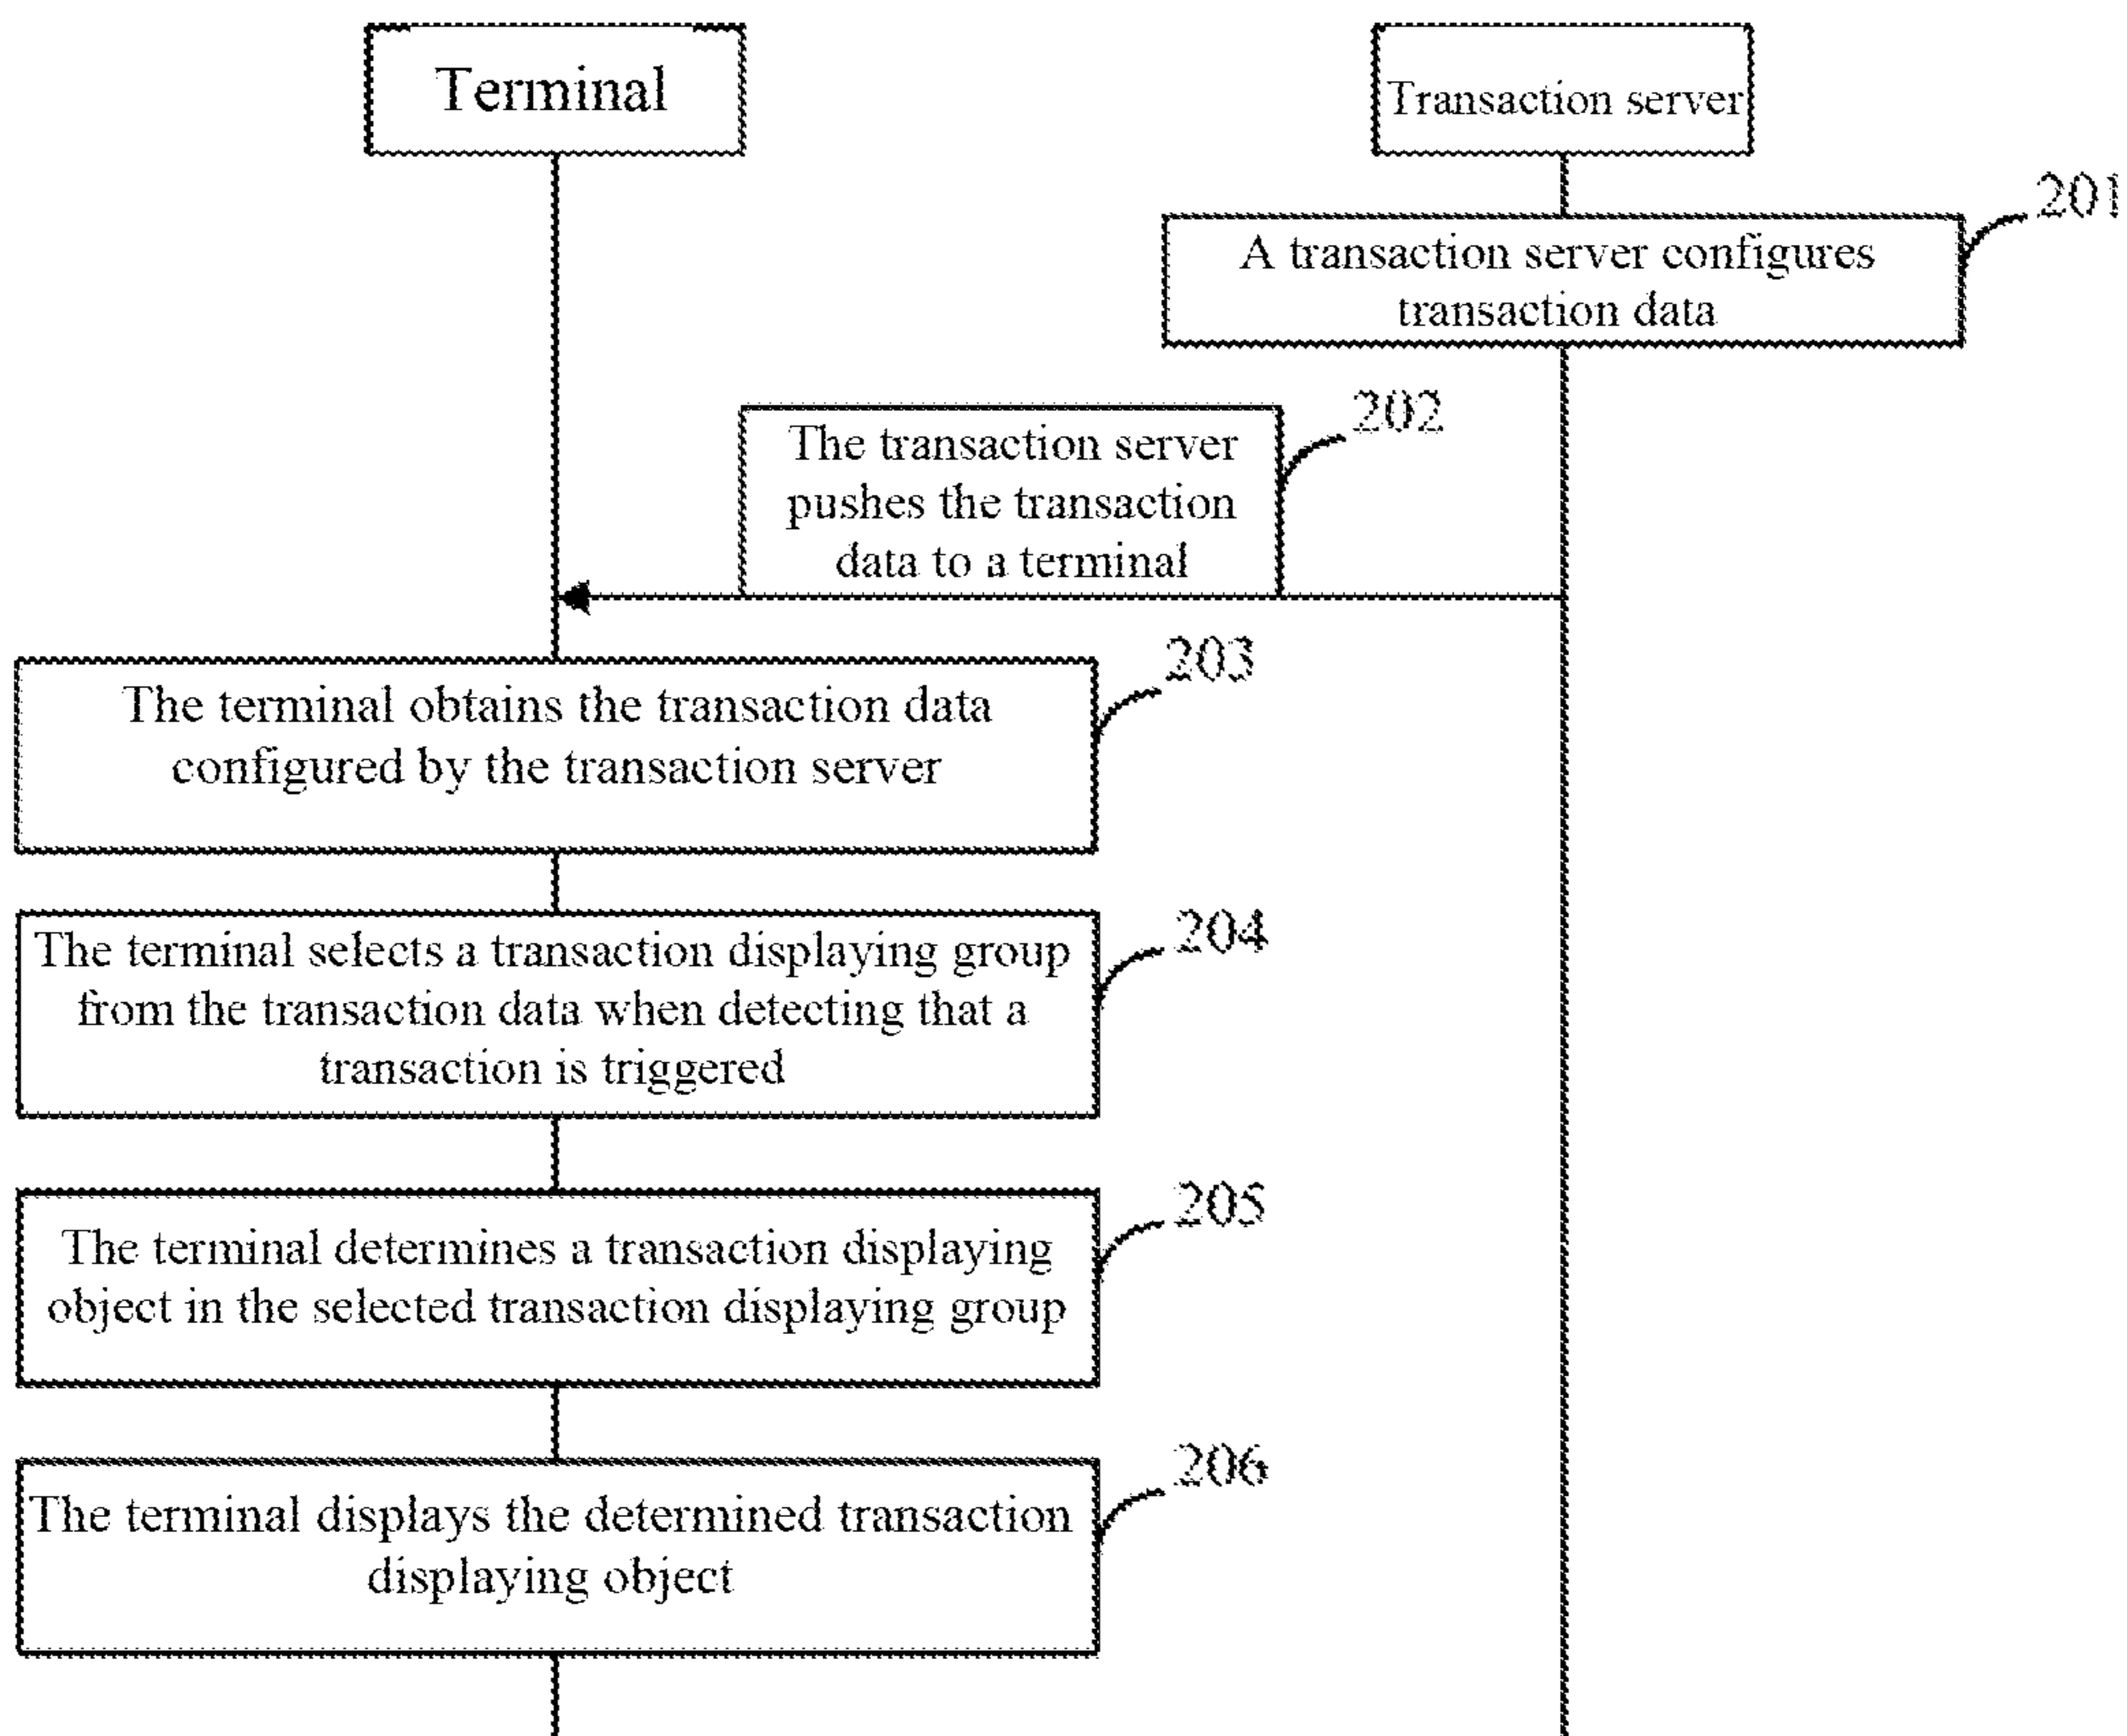 Terminal
Transaction server
201
A transaction server configures
transaction data
202
The transaction server
pushes the transaction
data to a terminal
203
The terminal obtains the transaction data
configured by the transaction server
204
The terminal selects a transaction displaying group
from the transaction data when detecting that a
transaction is triggered
205
The terminal determines a transaction displaying
object in the selected transaction displaying group
206
The terminal displays the determined transaction
displaying object